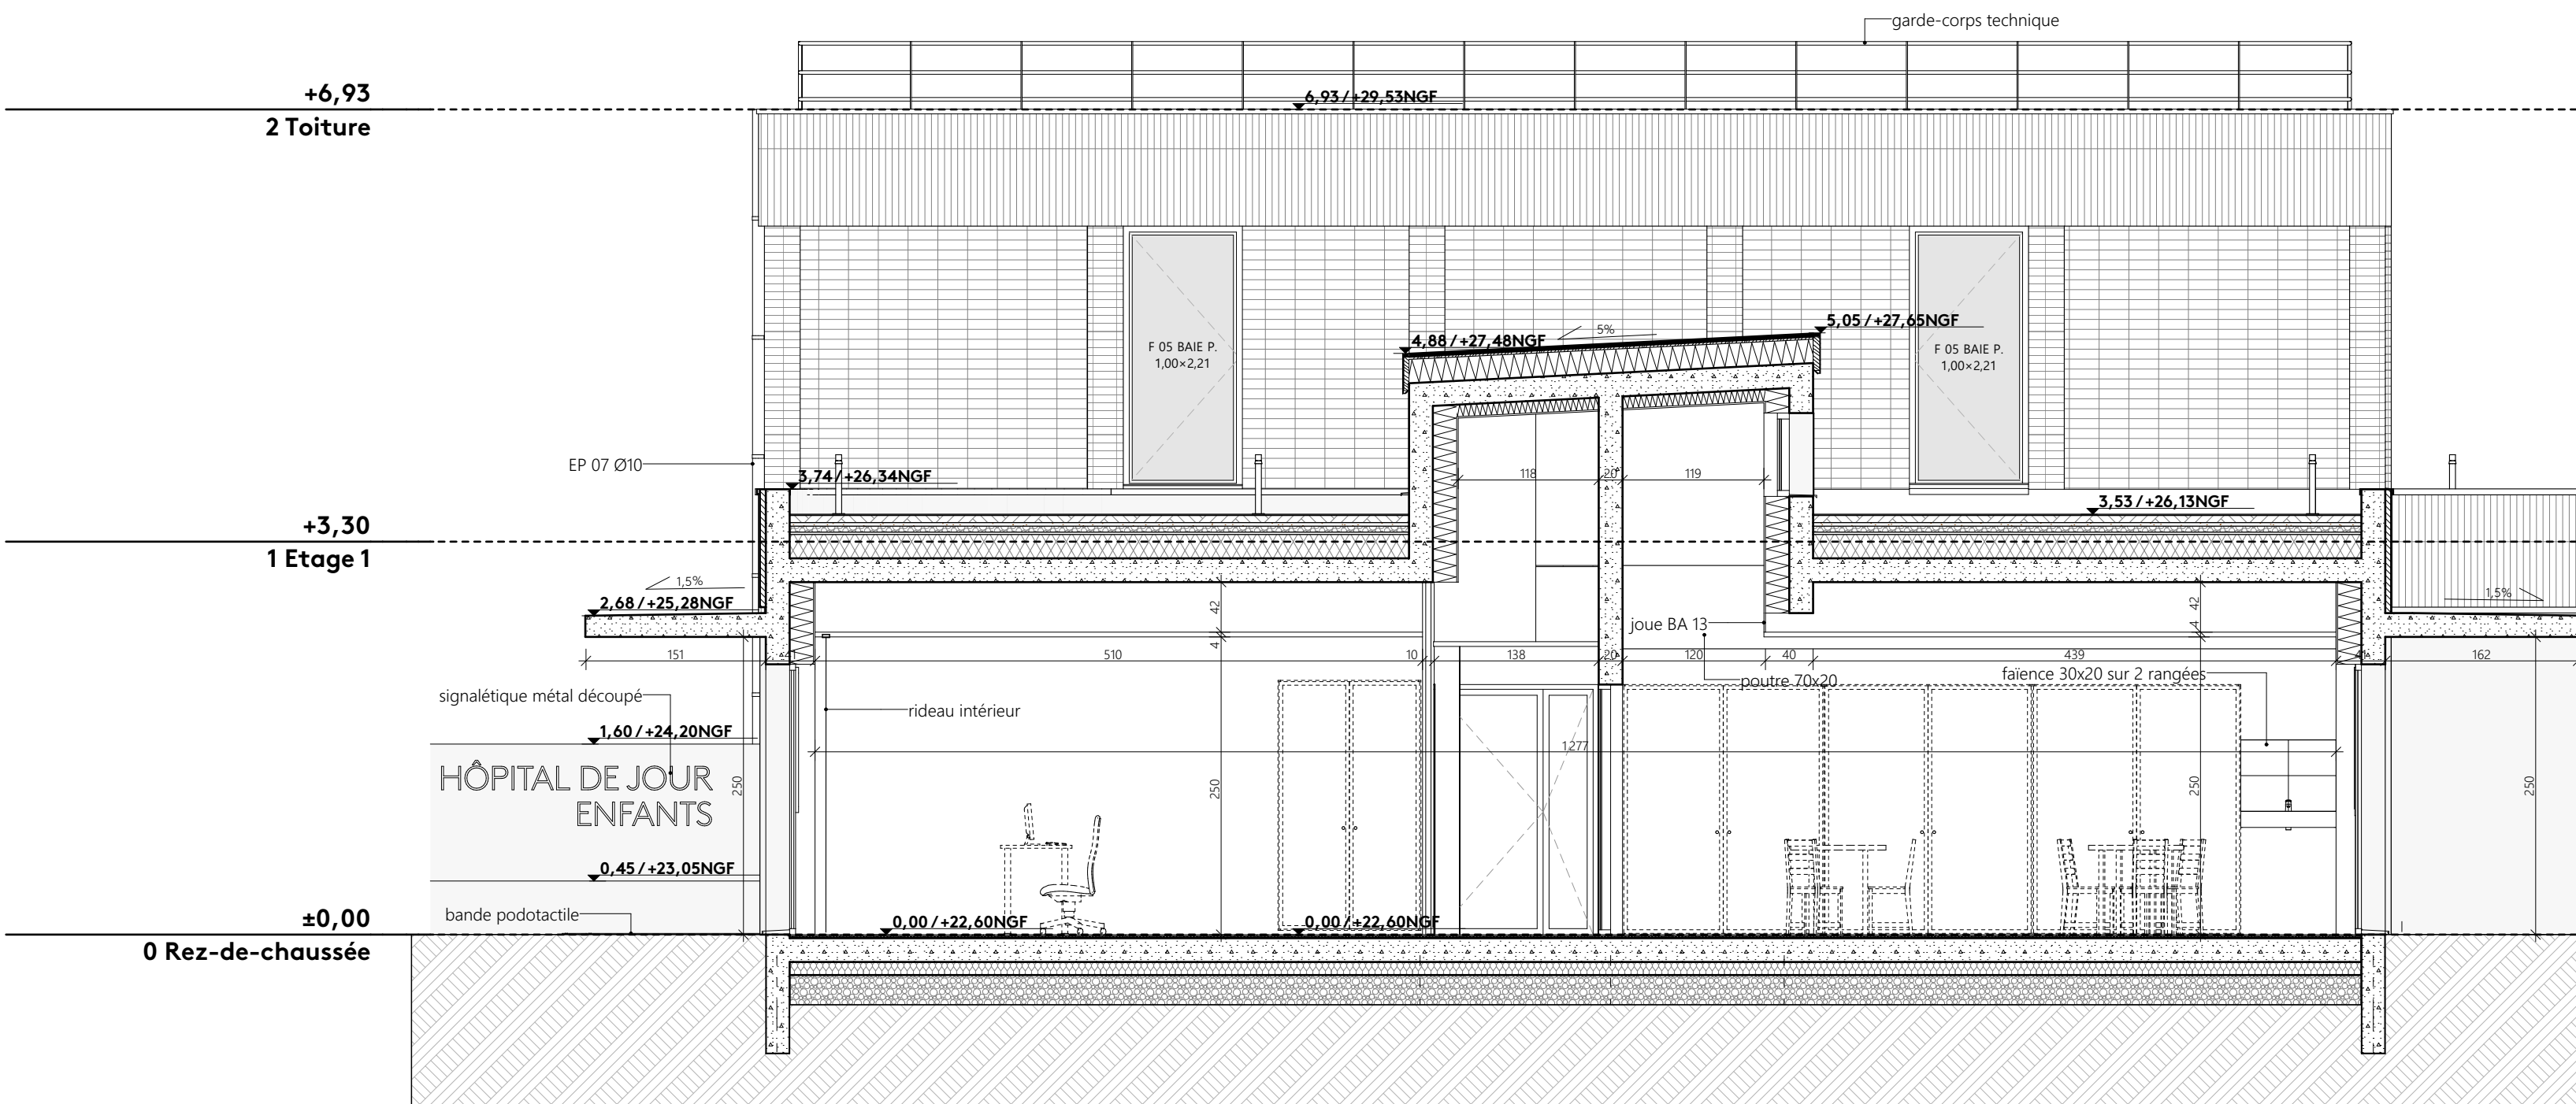 garde-corps technique
+6,93
6,93 / +29,53NGF
2 Toiture
5,05 / +27,65NGF
5%
4,88 / +27,48NGF
F 05 BAIE P.
1,00×2,21
F 05 BAIE P.
1,00×2,21
EP 07 Ø10
3,74 / +26,34NGF
118
20
119
3,53 / +26,13NGF
+3,30
1 Etage 1
1,5%
1,5%
2,68 / +25,28NGF
42
42
joue BA 13
4
4
151
510
10
138
20
120
40
439
162
poutre 70x20
faïence 30x20 sur 2 rangées
signalétique métal découpé
rideau intérieur
1,60 / +24,20NGF
1277
HÔPITAL DE JOUR
ENFANTS
250
250
250
250
0,45 / +23,05NGF
bande podotactile
±0,00
0,00 / +22,60NGF
0,00 / +22,60NGF
0 Rez-de-chaussée